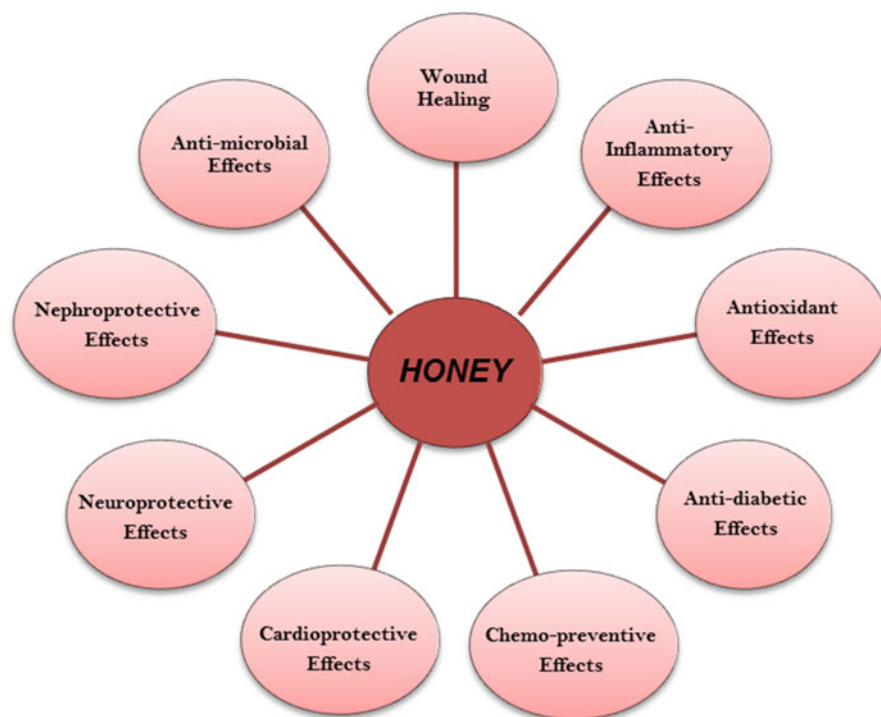 Wound
Healing
Anti-
Inflammatory
Effects
Antioxidant
Effects
Anti-diabetic
Effects
Chemo-preventive
Effects
Cardioprotective
Effects
Neuroprotective
Effects
Nephroprotective
Effects
Anti-microbial
Effects
HONEY